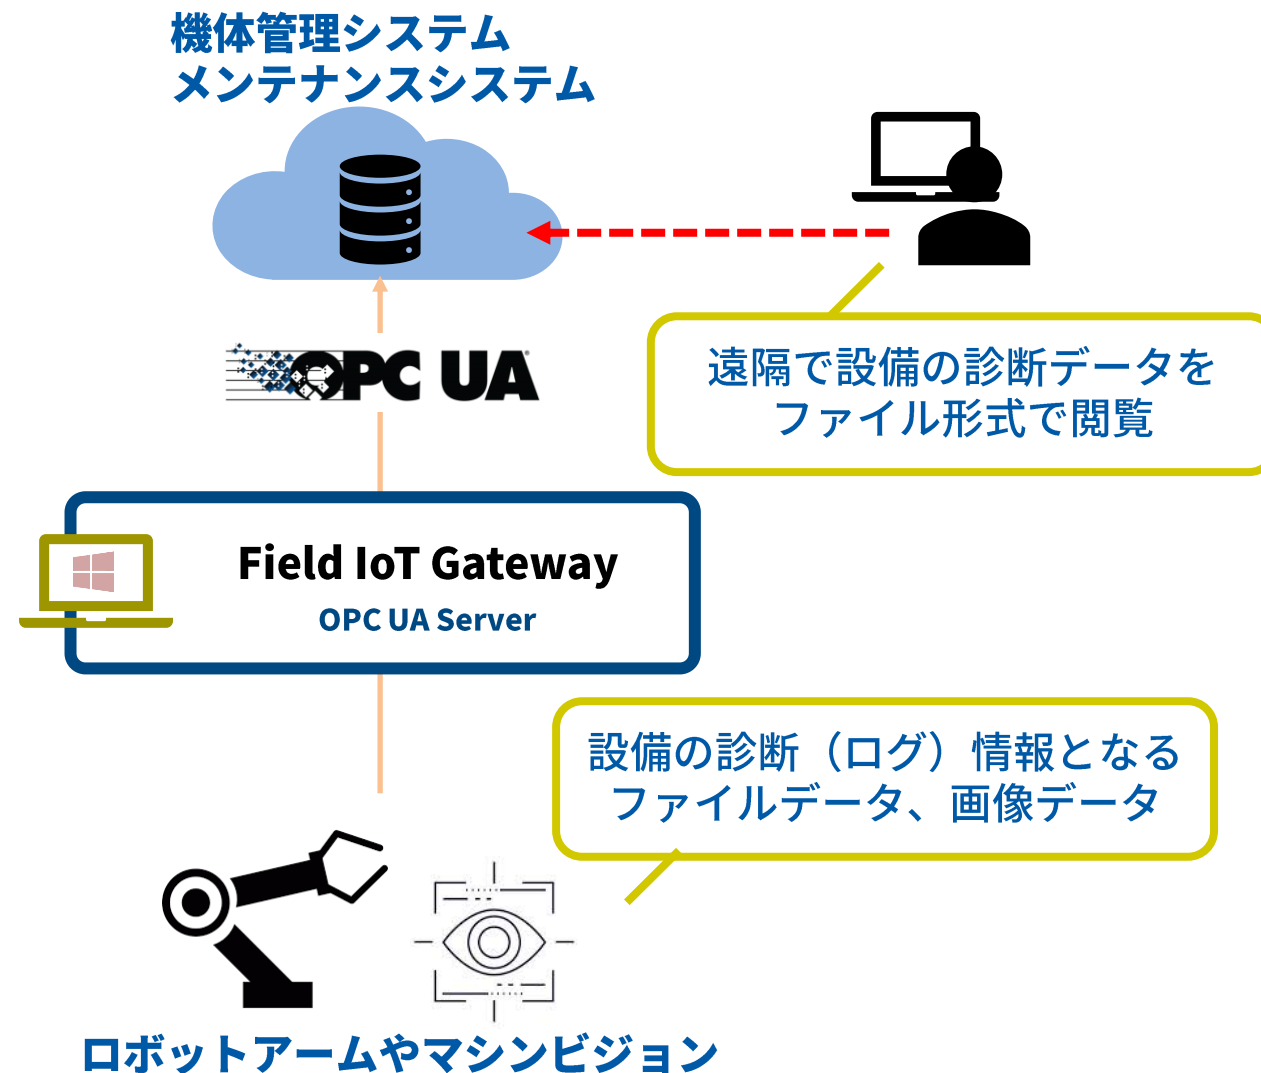 機体管理システム
メンテナンスシステム
OPC UA
遠隔で設備の診断データを
ファイル形式で閲覧
Field IoT Gateway
OPC UA Server
設備の診断（ログ）情報となる
ファイルデータ、画像データ
ロボットアームやマシンビジョン